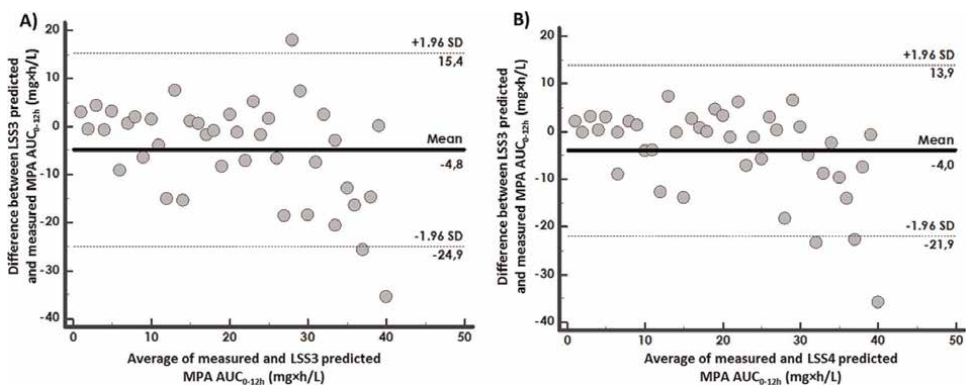 A)
Difference between LSS3 predicted
and measured MPA AUC0-12h (mg×h/L)
20
10
0
-10
-20
-30
-40
+1.96 SD
15,4
Mean
-4,8
-1.96 SD
-24,9
0
10
20
30
40
50
Average of measured and LSS3 predicted
MPA AUC0-12h (mg×h/L)
B)
Difference between LSS3 predicted
and measured MPA AUC0-12h (mg×h/L)
20
10
0
-10
-20
-30
-40
+1.96 SD
13,9
Mean
-4,0
-1.96 SD
-21,9
0
10
20
30
40
50
Average of measured and LSS4 predicted
MPA AUC0-12h (mg×h/L)